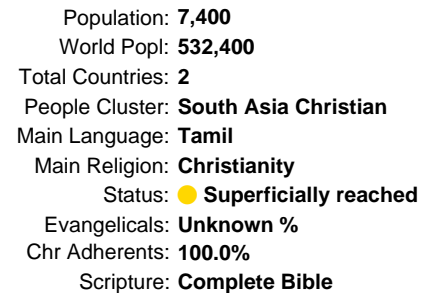 Population: 7,400
World Popl: 532,400
Total Countries: 2
People Cluster: South Asia Christian
Main Language: Tamil
Main Religion: Christianity
Status: Superficially reached
Evangelicals: Unknown %
Chr Adherents: 100.0%
Scripture: Complete Bible